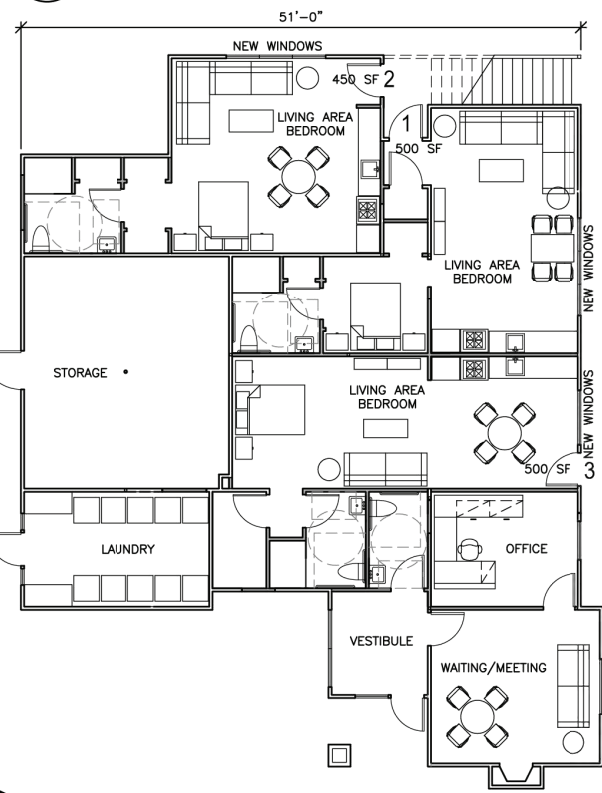 51'-0"
NEW WINDOWS
450 SF 2
LIVING AREA
BEDROOM
1
500 SF
LIVING AREA
BEDROOM
NEW WINDOWS
STORAGE
LIVING AREA
BEDROOM
NEW WINDOWS
500 SF 3
LAUNDRY
OFFICE
VESTIBULE
WAITING/MEETING